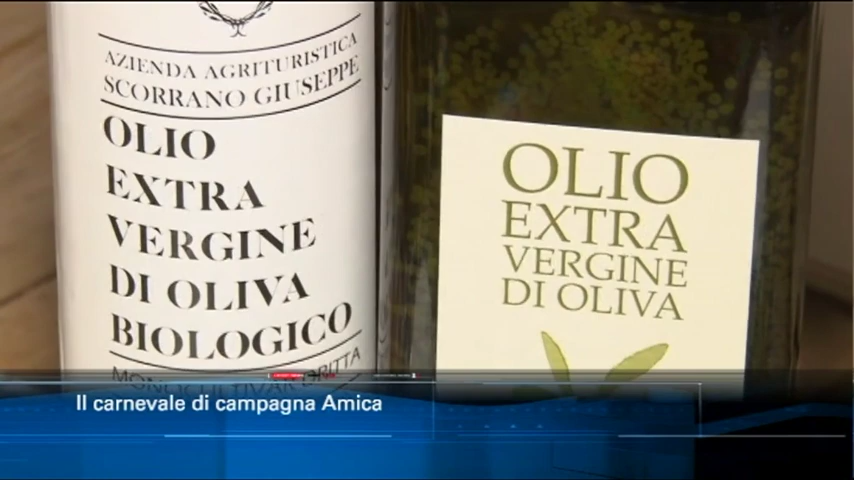 AZIENDA AGRITURISTICA
SCORRANO GIUSEPPE
OLIO
EXTRA
VERGINE
DI OLIVA
BIOLOGICO
OLIO
EXTRA
VERGINE
DI OLIVA
Il carnevale di campagna Amica